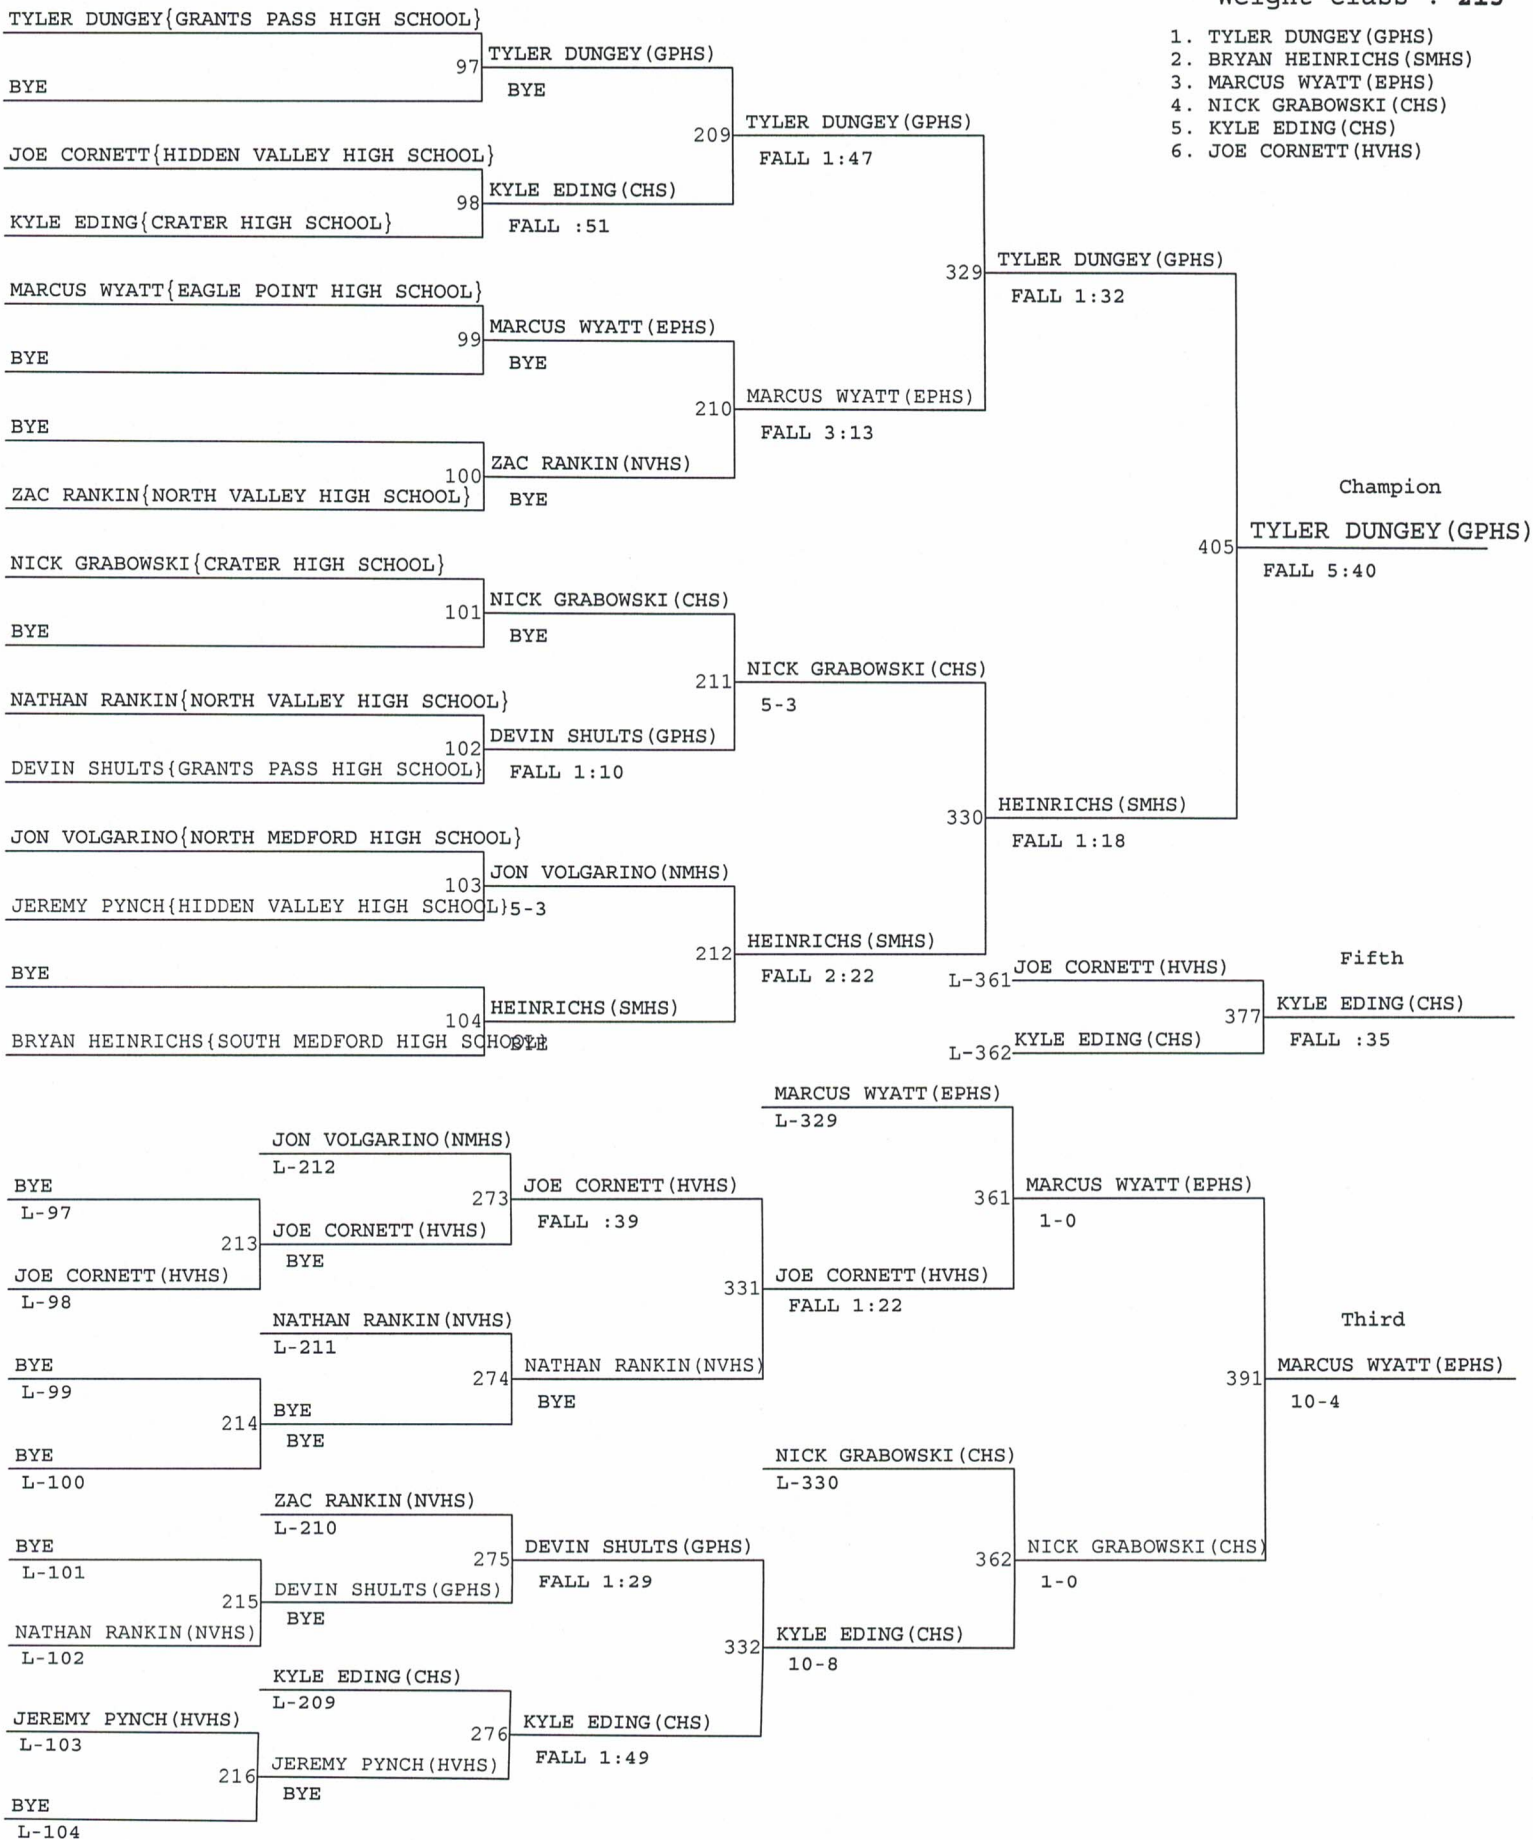 Weight Class : 215
1. TYLER DUNGEY(GPHS)
2. BRYAN HEINRICHS(SMHS)
3. MARCUS WYATT(EPHS)
4. NICK GRABOWSKI(CHS)
5. KYLE EDING(CHS)
6. JOE CORNETT(HVHS)
TYLER DUNGEY{GRANTS PASS HIGH SCHOOL}
97
BYE
TYLER DUNGEY(GPHS)
BYE
JOE CORNETT{HIDDEN VALLEY HIGH SCHOOL}
98
KYLE EDING{CRATER HIGH SCHOOL}
KYLE EDING(CHS)
FALL :51
209
TYLER DUNGEY(GPHS)
FALL 1:47
MARCUS WYATT{EAGLE POINT HIGH SCHOOL}
99
BYE
MARCUS WYATT(EPHS)
BYE
BYE
100
ZAC RANKIN{NORTH VALLEY HIGH SCHOOL}
ZAC RANKIN(NVHS)
BYE
210
MARCUS WYATT(EPHS)
FALL 3:13
329
TYLER DUNGEY(GPHS)
FALL 1:32
NICK GRABOWSKI{CRATER HIGH SCHOOL}
101
BYE
NICK GRABOWSKI(CHS)
BYE
NATHAN RANKIN{NORTH VALLEY HIGH SCHOOL}
102
DEVIN SHULTS{GRANTS PASS HIGH SCHOOL}
DEVIN SHULTS(GPHS)
FALL 1:10
211
NICK GRABOWSKI(CHS)
5-3
JON VOLGARINO{NORTH MEDFORD HIGH SCHOOL}
103
JEREMY PYNCH{HIDDEN VALLEY HIGH SCHOOL}
JON VOLGARINO(NMHS)
5-3
BYE
104
BRYAN HEINRICHS{SOUTH MEDFORD HIGH SCHOOL}
HEINRICHS(SMHS)
BYE
212
HEINRICHS(SMHS)
FALL 2:22
330
HEINRICHS(SMHS)
FALL 1:18
Champion
405
TYLER DUNGEY(GPHS)
FALL 5:40
Fifth
L-361
JOE CORNETT(HVHS)
377
L-362
KYLE EDING(CHS)
KYLE EDING(CHS)
FALL :35
BYE
L-97
213
JOE CORNETT(HVHS)
L-98
JON VOLGARINO(NMHS)
L-212
273
JOE CORNETT(HVHS)
BYE
JOE CORNETT(HVHS)
FALL :39
BYE
L-99
214
BYE
L-100
NATHAN RANKIN(NVHS)
L-211
274
BYE
BYE
NATHAN RANKIN(NVHS)
BYE
MARCUS WYATT(EPHS)
L-329
361
331
JOE CORNETT(HVHS)
FALL 1:22
MARCUS WYATT(EPHS)
1-0
BYE
L-101
215
NATHAN RANKIN(NVHS)
L-102
ZAC RANKIN(NVHS)
L-210
275
DEVIN SHULTS(GPHS)
BYE
DEVIN SHULTS(GPHS)
FALL 1:29
JEREMY PYNCH(HVHS)
L-103
216
BYE
L-104
KYLE EDING(CHS)
L-209
276
JEREMY PYNCH(HVHS)
BYE
KYLE EDING(CHS)
FALL 1:49
NICK GRABOWSKI(CHS)
L-330
362
332
KYLE EDING(CHS)
10-8
NICK GRABOWSKI(CHS)
1-0
Third
391
MARCUS WYATT(EPHS)
10-4